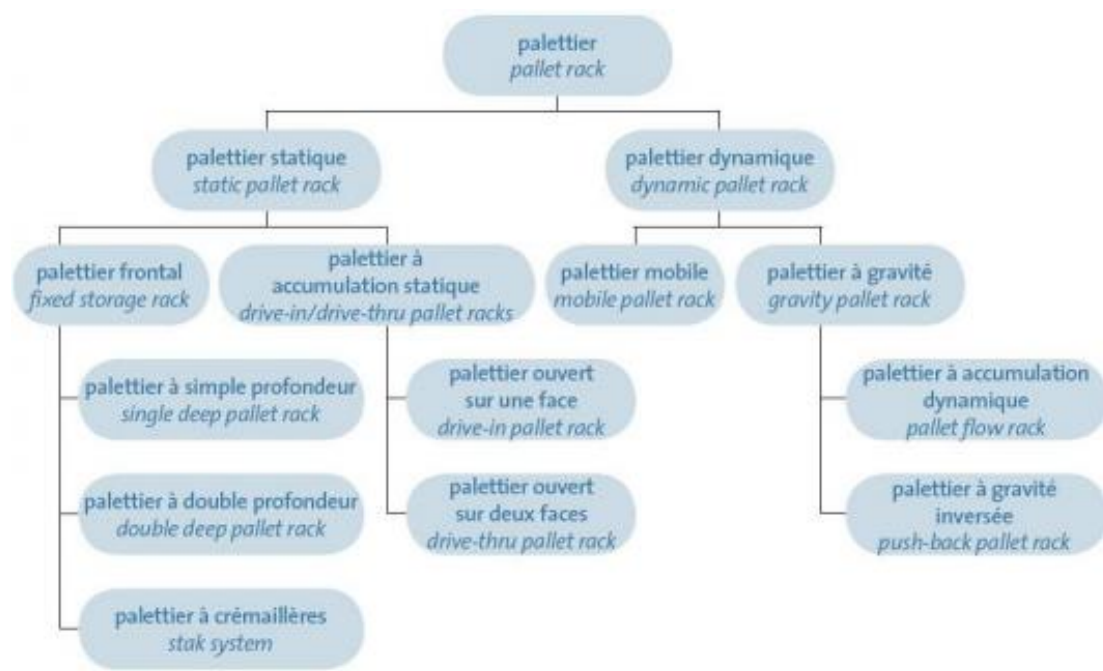 palettier
pallet rack
palettier statique
static pallet rack
palettier dynamique
dynamic pallet rack
palettier frontal
fixed storage rack
palettier à
accumulation statique
drive-in/drive-thru pallet racks
palettier mobile
mobile pallet rack
palettier à gravité
gravity pallet rack
palettier à simple profondeur
single deep pallet rack
palettier ouvert
sur une face
drive-in pallet rack
palettier à accumulation
dynamique
pallet flow rack
palettier à double profondeur
double deep pallet rack
palettier ouvert
sur deux faces
drive-thru pallet rack
palettier à gravité
inversée
push-back pallet rack
palettier à crémaillères
stak system